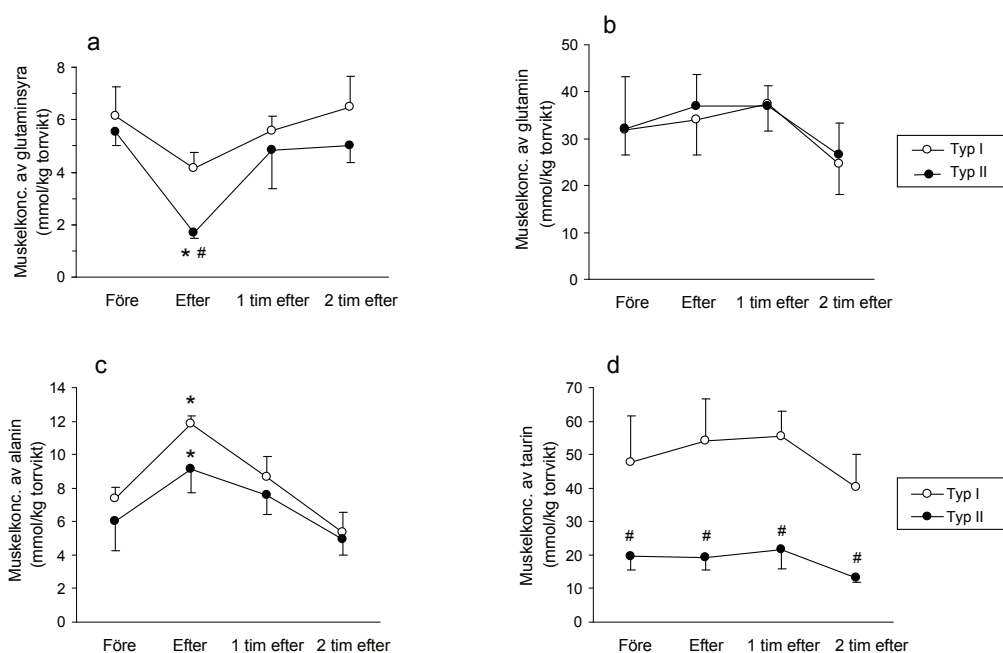 a
Muskelkonc. av glutaminsyra
(mmol/kg torrvikt)
8
6
4
2
0
* #
Före Efter 1 tim efter 2 tim efter
b
Muskelkonc. av glutamin
(mmol/kg torrvikt)
50
40
30
20
10
0
Före Efter 1 tim efter 2 tim efter
Typ I
Typ II
c
Muskelkonc. av alanin
(mmol/kg torrvikt)
14
12
10
8
6
4
2
0
*
*
Före Efter 1 tim efter 2 tim efter
d
Muskelkonc. av taurin
(mmol/kg torrvikt)
70
60
50
40
30
20
10
0
# # # #
Före Efter 1 tim efter 2 tim efter
Typ I
Typ II